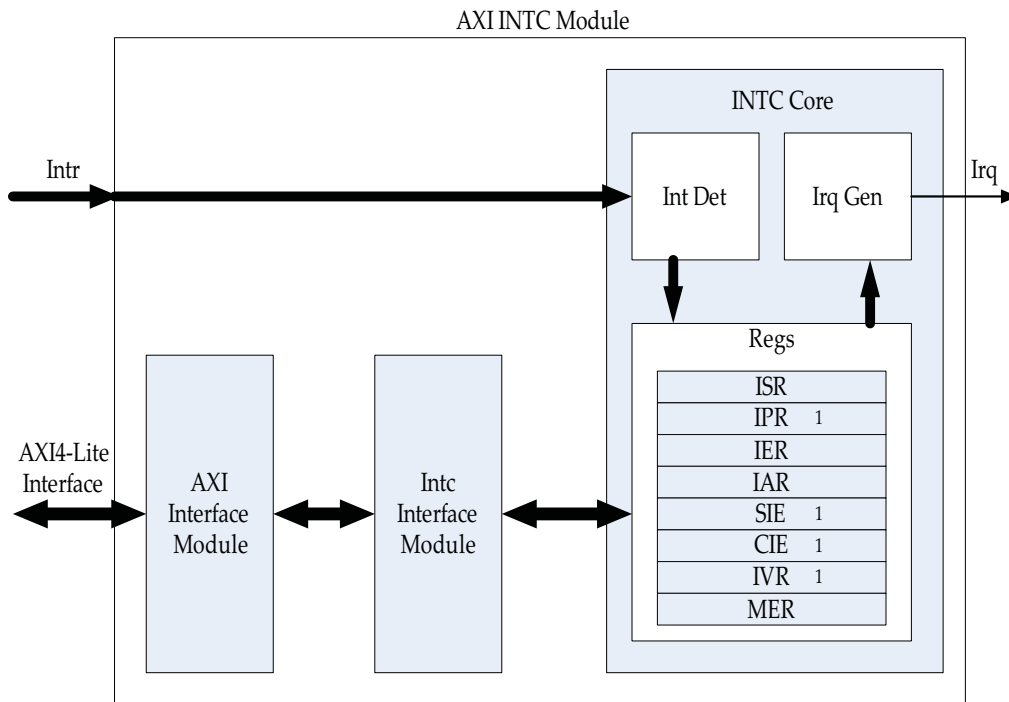 AXI INTC Module
INTC Core
Intr
Int Det
Irq Gen
Irq
Regs
ISR
IPR 1
IER
IAR
SIE 1
CIE 1
IVR 1
MER
AXI4-Lite
Interface
AXI
Interface
Module
Intc
Interface
Module